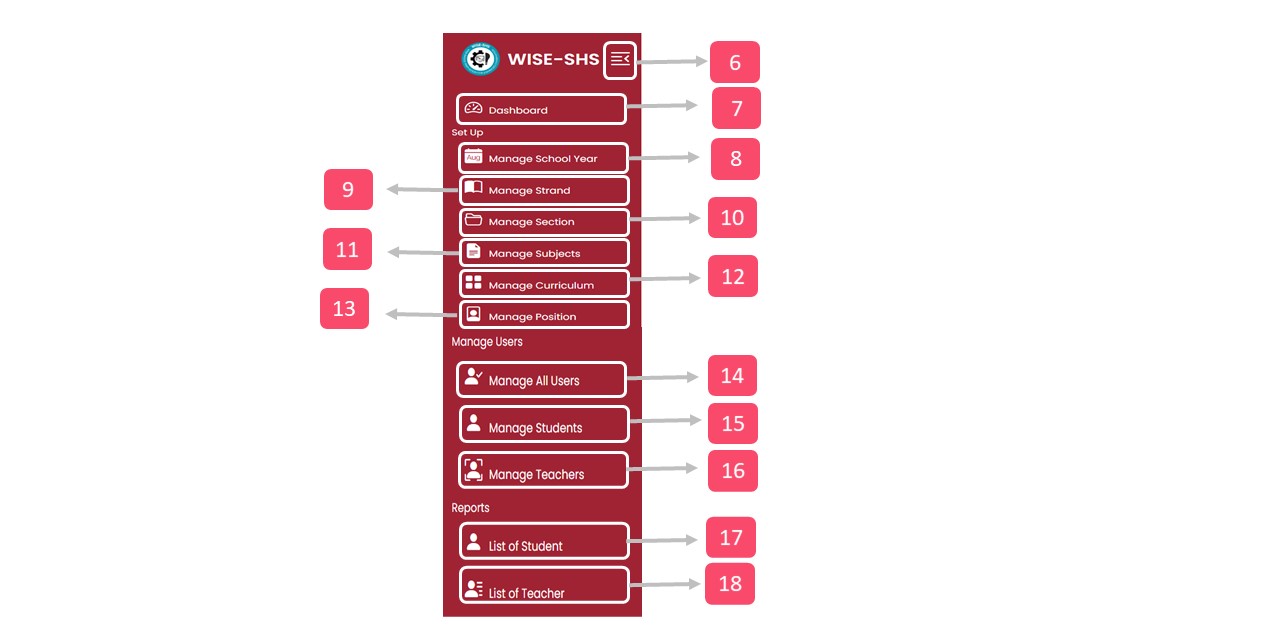 WISE-SHS
6
Dashboard
7
Set Up
Aug
Manage School Year
8
9
Manage Strand
Manage Section
10
11
Manage Subjects
Manage Curriculum
12
13
Manage Position
Manage Users
Manage All Users
14
Manage Students
15
Manage Teachers
16
Reports
List of Student
17
List of Teacher
18